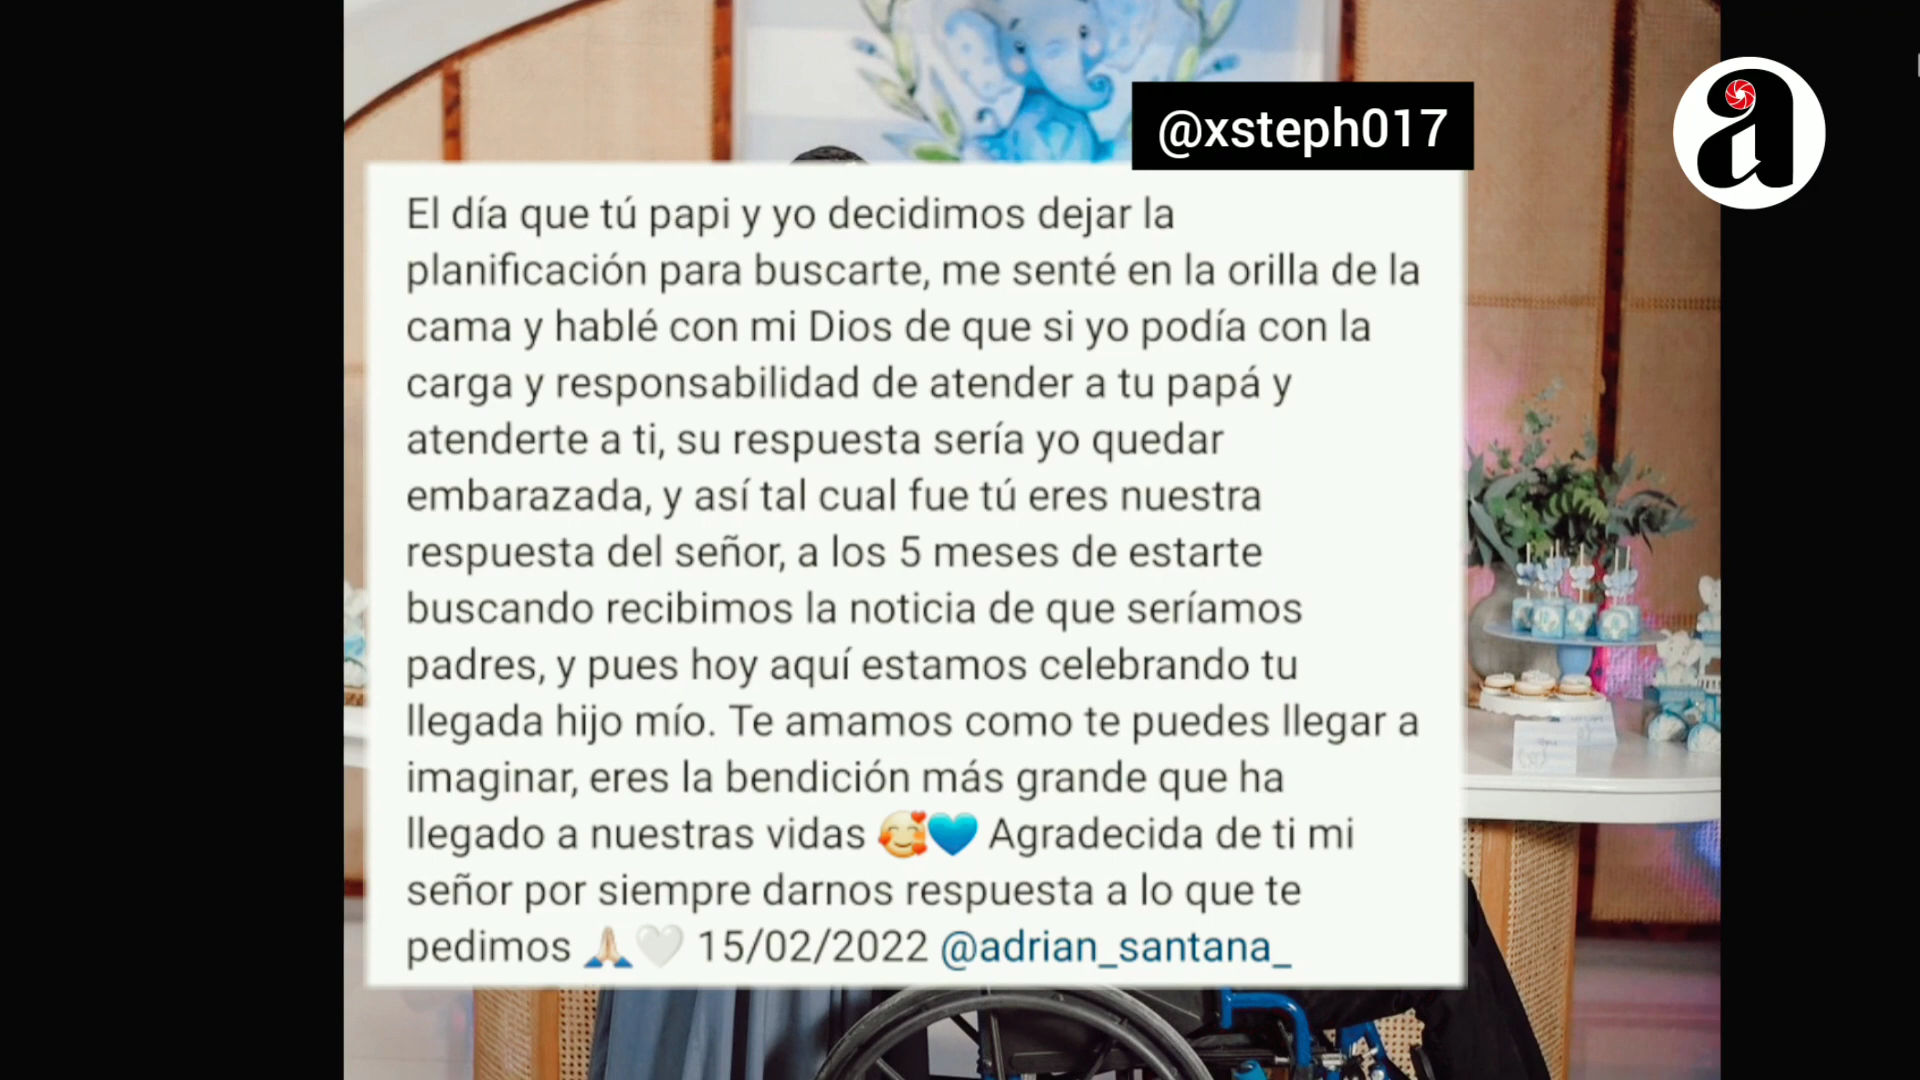 @xsteph017
a
El día que tú papi y yo decidimos dejar la
planificación para buscarte, me senté en la orilla de la
cama y hablé con mi Dios de que si yo podía con la
carga y responsabilidad de atender a tu papá y
atenderte a ti, su respuesta sería yo quedar
embarazada, y así tal cual fue tú eres nuestra
respuesta del señor, a los 5 meses de estarte
buscando recibimos la noticia de que seríamos
padres, y pues hoy aquí estamos celebrando tu
llegada hijo mío. Te amamos como te puedes llegar a
imaginar, eres la bendición más grande que ha
llegado a nuestras vidas 🥰💙 Agradecida de ti mi
señor por siempre darnos respuesta a lo que te
pedimos 🙏🏻🤍 15/02/2022 @adrian_santana_